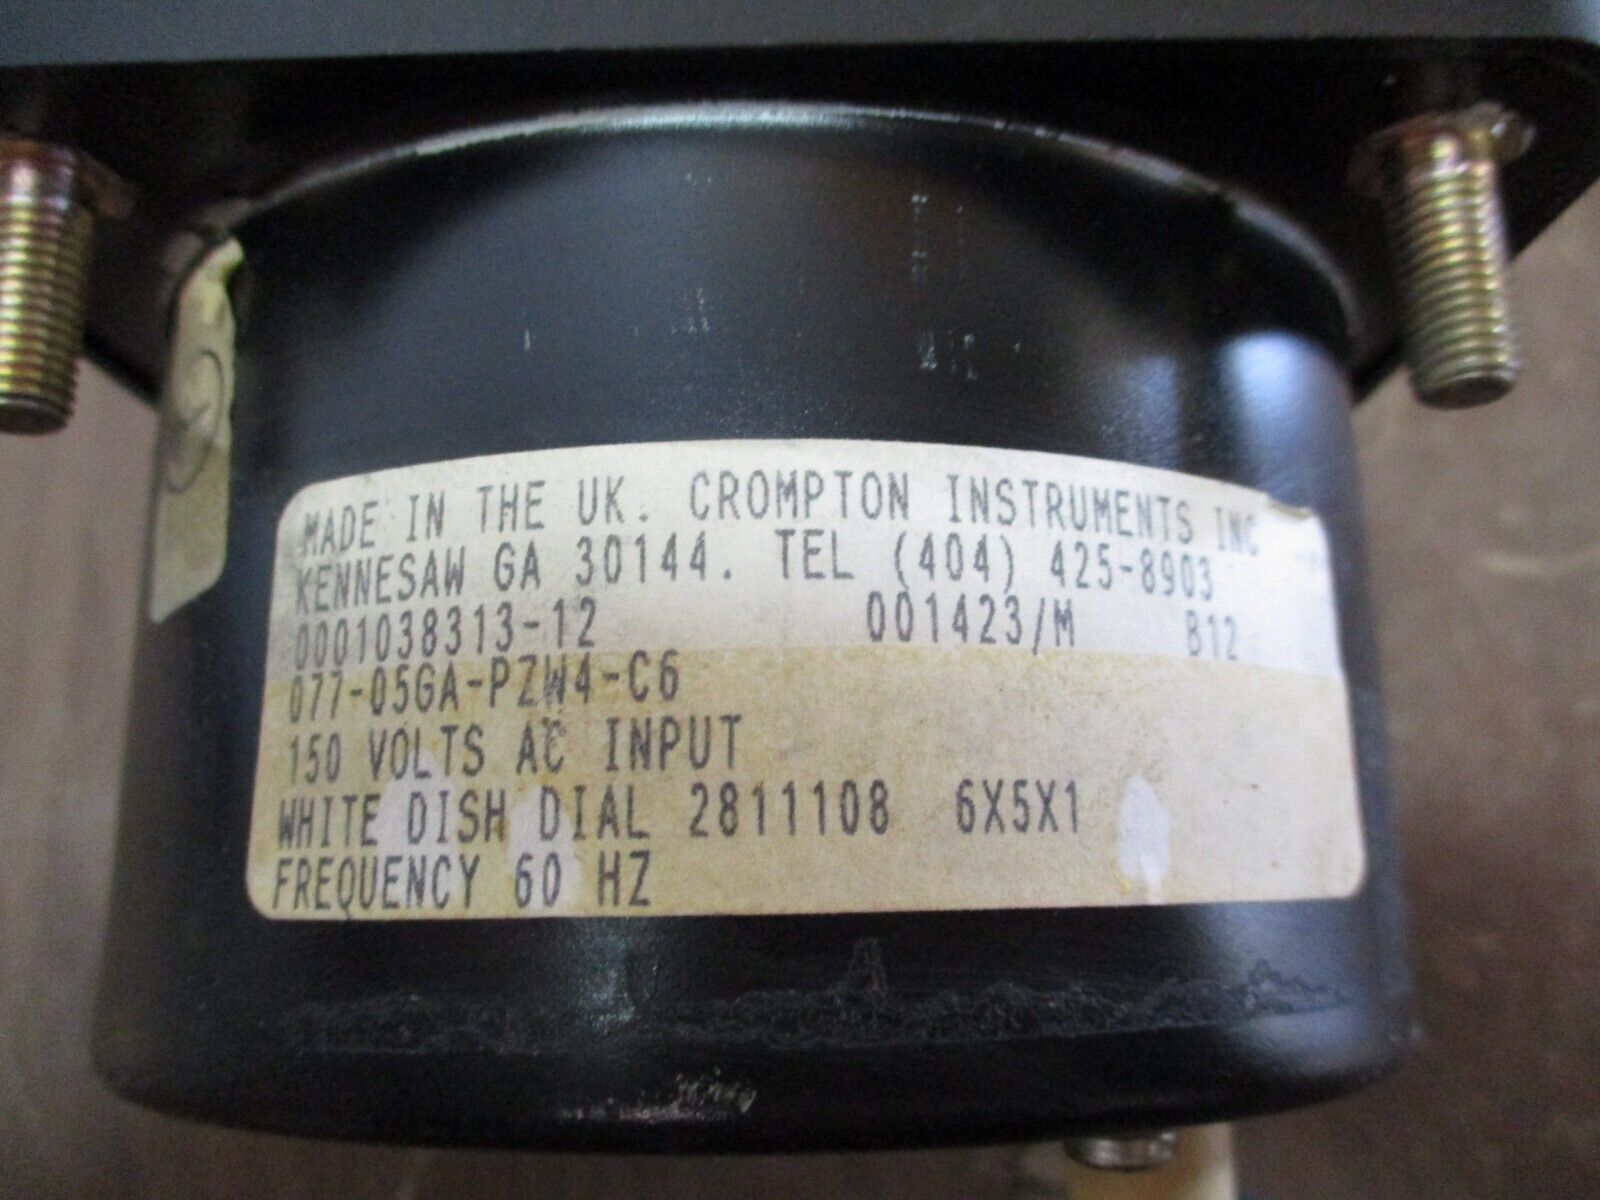 MADE IN THE UK. CROMPTON INSTRUMENTS INC
KENNESAW GA 30144. TEL (404) 425-8903
0001038313-12 001423/M B12
077-05GA-PZW4-C6
150 VOLTS AC INPUT
WHITE DISH DIAL 2811108 6X5X1
FREQUENCY 60 HZ